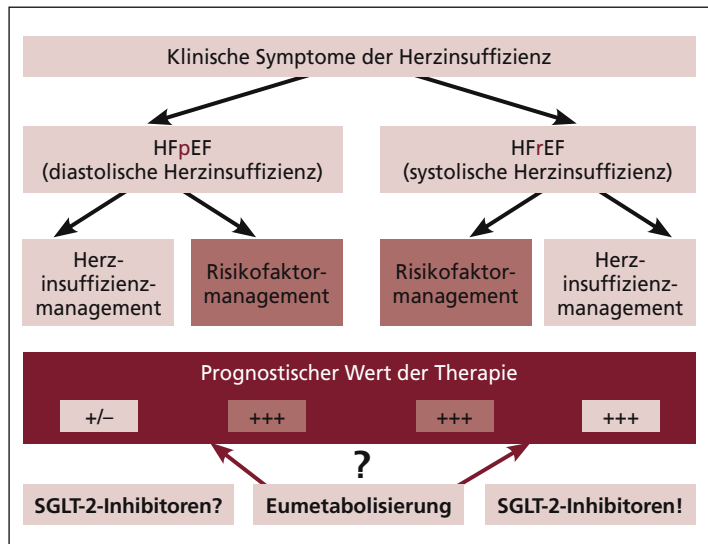 Klinische Symptome der Herzinsuffizienz
HFpEF
(diastolische Herzinsuffizienz)
HFrEF
(systolische Herzinsuffizienz)
Herz-
insuffizienz-
management
Risikofaktor-
management
Risikofaktor-
management
Herz-
insuffizienz-
management
Prognostischer Wert der Therapie
+/–
+++
+++
+++
?
SGLT-2-Inhibitoren?
Eumetabolisierung
SGLT-2-Inhibitoren!